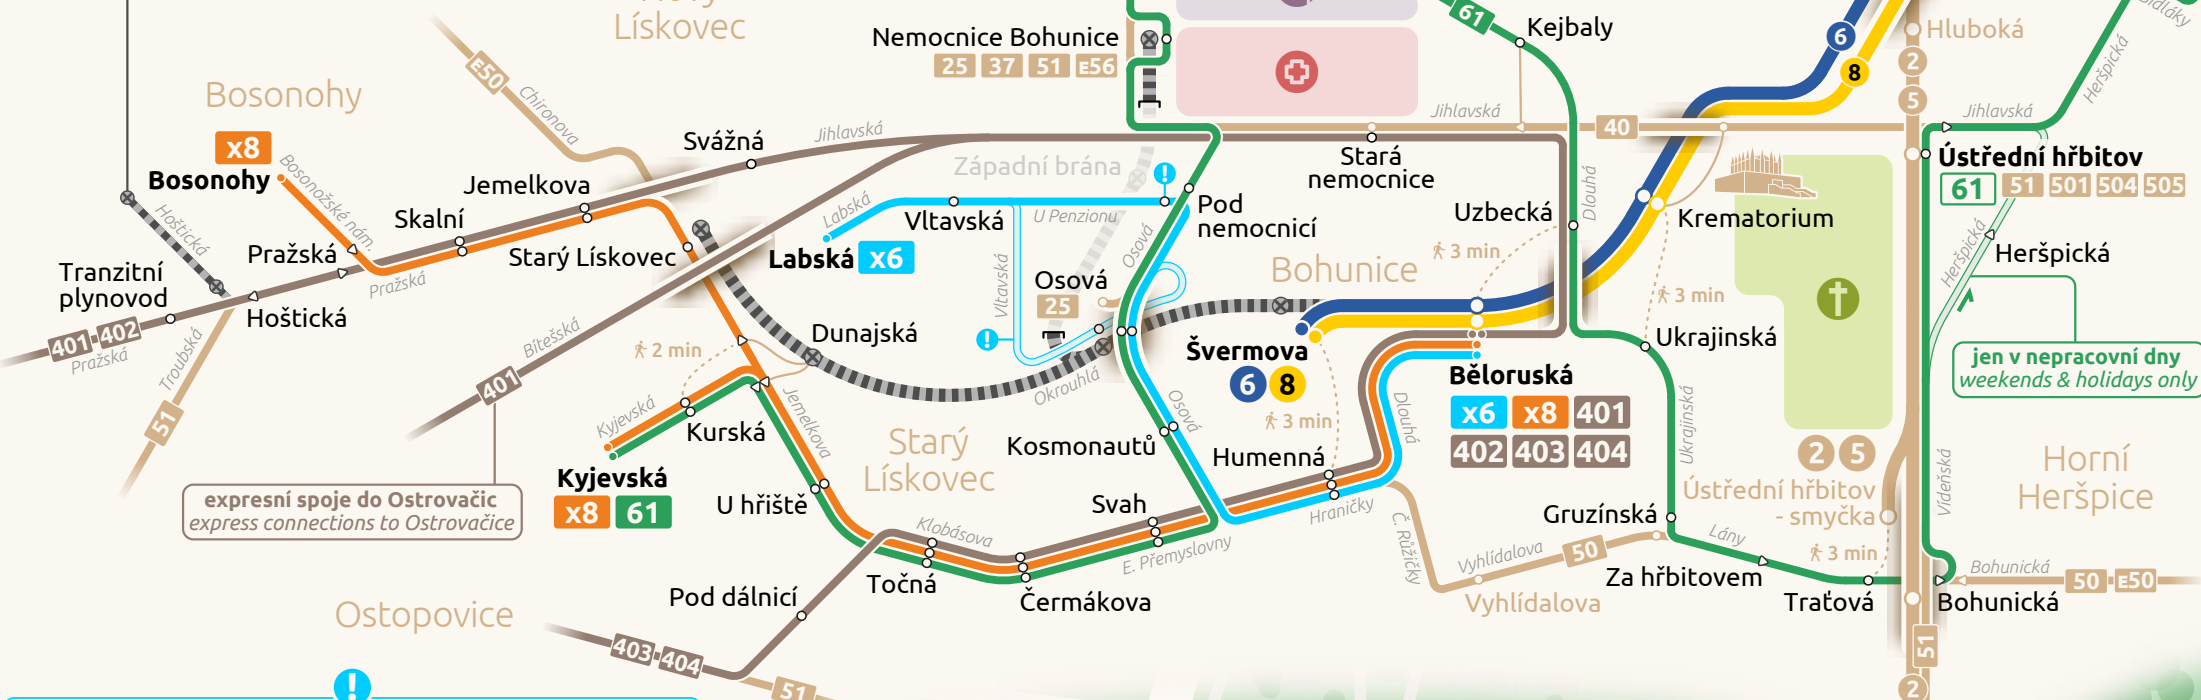 Lískovec
Nemocnice Bohunice
25 37 51 E56
61
Kejbaly
6
8
Hluboká
2
5
Heršpická
Bosonohy
x8
Bosonohy
E50
Chironova
Bosonožské nám.
Svážná
Jihlavská
Jihlavská
40
Jihlavská
Západní brána
Stará
nemocnice
Ústřední hřbitov
61 51 501 504 505
Jemelkova
Skalní
Labská
Vltavská
U Penzionu
Pod
nemocnicí
Uzbecká
Dlouhá
Krematorium
Hoštická
Pražská
Starý Lískovec
Labská x6
Osová
3 min
Bohunice
Heršpická
Heršpická
Tranzitní
plynovod
Pražská
Hoštická
Vltavská
Osová
25
3 min
401 402
Pražská
Troubská
Bítešská
2 min
Dunajská
Švermova
6 8
Ukrajinská
jen v nepracovní dny
weekends & holidays only
401
Kyjevská
Jemelkova
Okrouhlá
Osová
Běloruská
x6 x8 401
402 403 404
Dlouhá
Ukrajinská
51
Kurská
Starý
Lískovec
Kosmonautů
3 min
Humenná
2 5
Ústřední hřbitov
- smyčka
3 min
Horní
Heršpice
Vídeňská
Kyjevská
x8 61
expresní spoje do Ostrovačic
express connections to Ostrovačice
U hřiště
Svah
Hraničky
Gruzínská
Klobásova
E. Přemyslovny
Č. Růžičky
Vyhlídalova
50
Lány
Točná
Čermákova
Pod dálnicí
Vyhlídalova
Za hřbitovem
Traťová
Bohunická
50 E50
Bohunická
Ostopovice
403 404
51
51
2